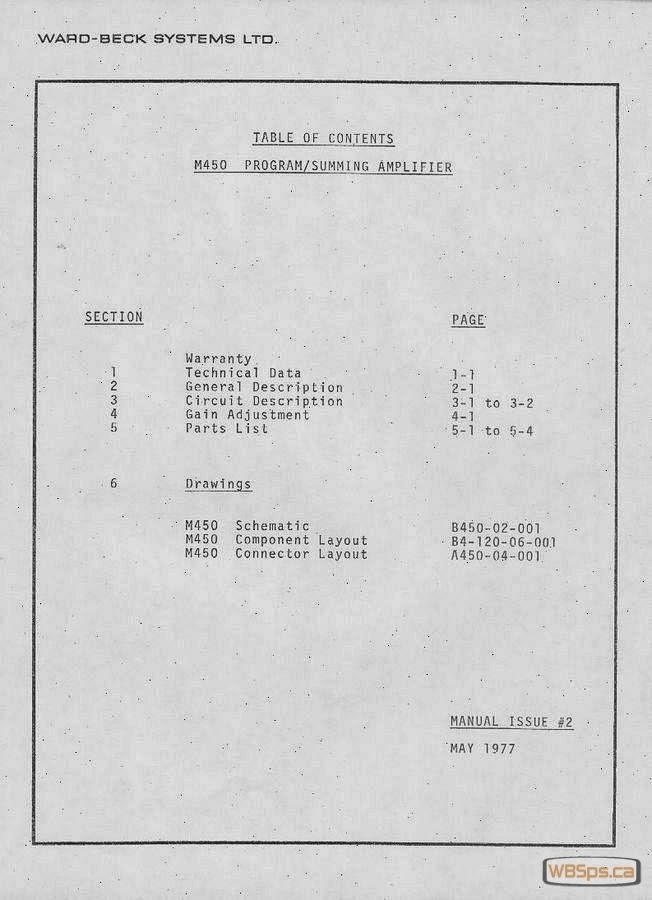 WARD-BECK SYSTEMS LTD.
TABLE OF CONTENTS
M450 PROGRAM/SUMMING AMPLIFIER
SECTION PAGE
Warranty
1 Technical Data 1-1
2 General Description 2-1
3 Circuit Description 3-1 to 3-2
4 Gain Adjustment 4-1
5 Parts List 5-1 to 5-4
6 Drawings
M450 Schematic B450-02-001
M450 Component Layout B4-120-06-001
M450 Connector Layout A450-04-001
MANUAL ISSUE #2
MAY 1977
WBSps.ca